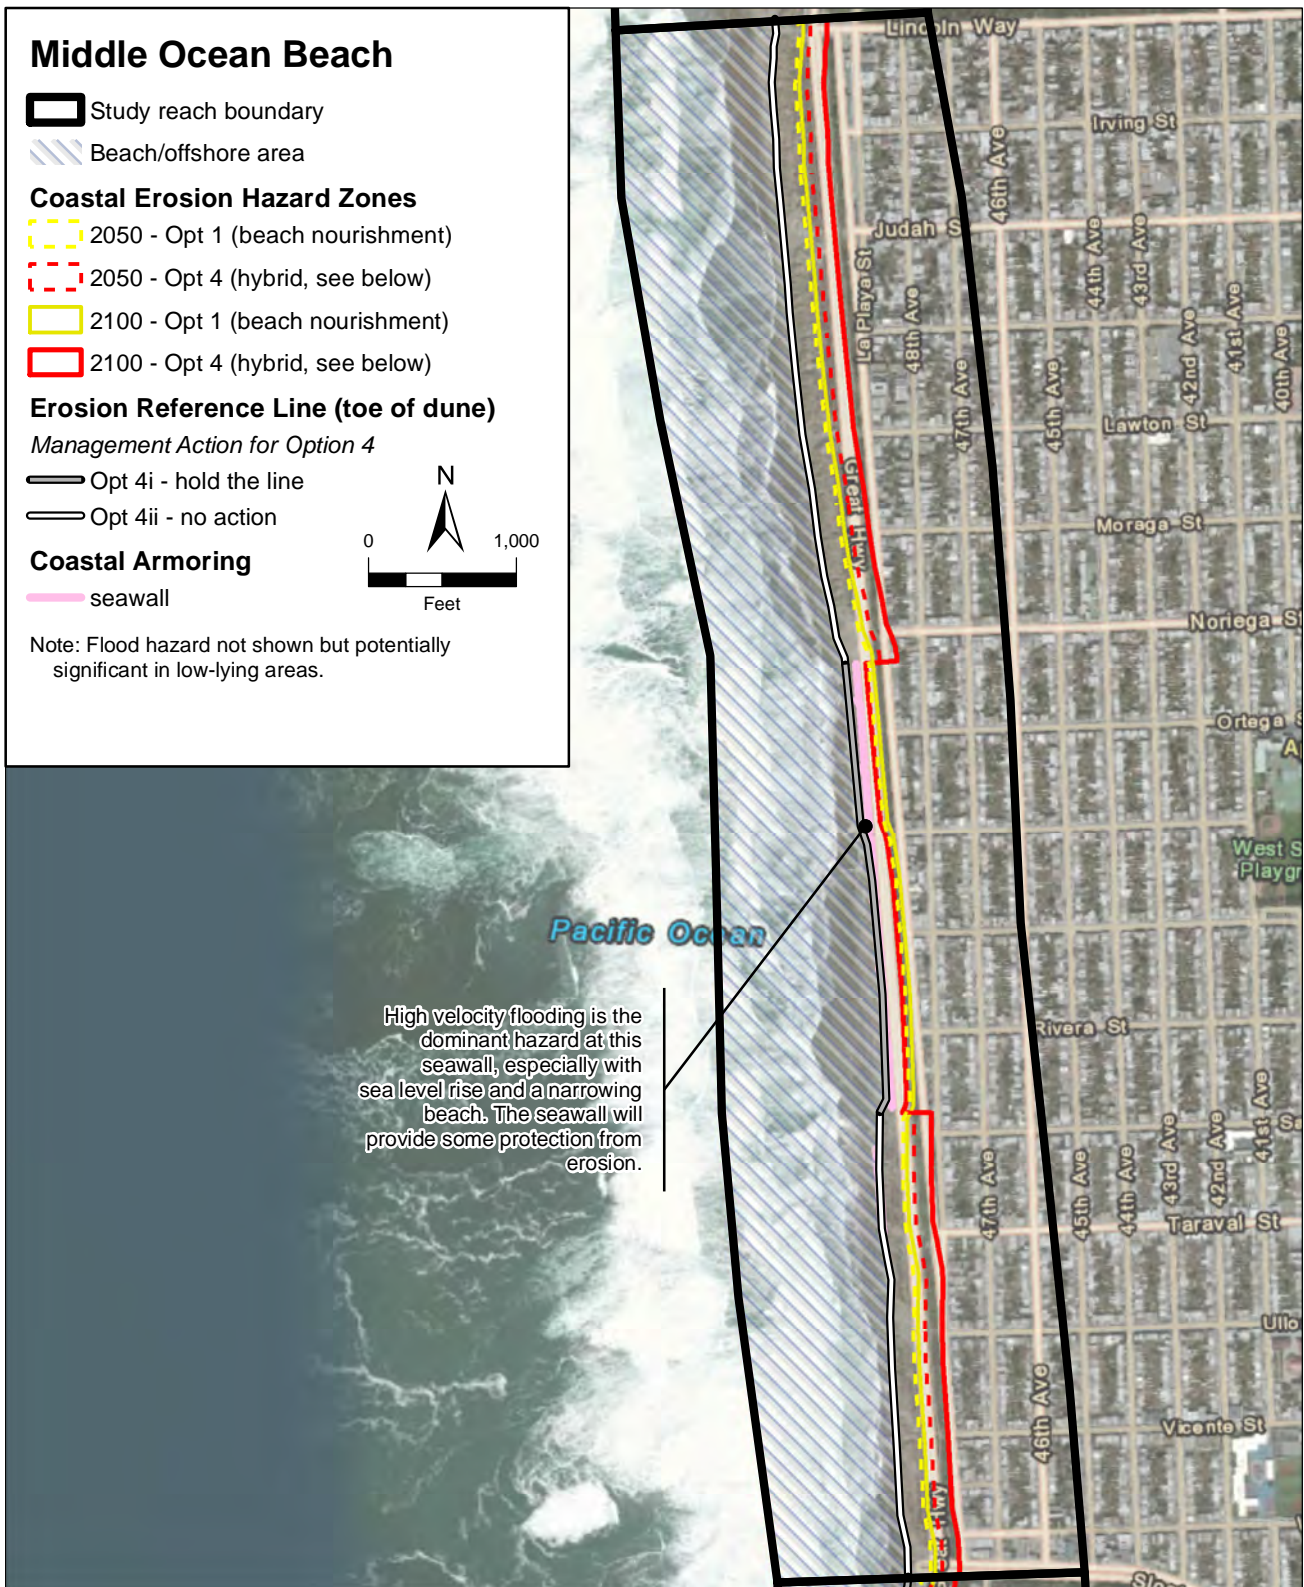 Middle Ocean Beach
Study reach boundary
Beach/offshore area
Coastal Erosion Hazard Zones
2050 - Opt 1 (beach nourishment)
2050 - Opt 4 (hybrid, see below)
2100 - Opt 1 (beach nourishment)
2100 - Opt 4 (hybrid, see below)
Erosion Reference Line (toe of dune)
Management Action for Option 4
Opt 4i - hold the line
Opt 4ii - no action
N
0 1,000
Feet
Coastal Armoring
seawall
Note: Flood hazard not shown but potentially
significant in low-lying areas.
Lincoln Way
Irving St
46th Ave
Judah S
44th Ave
43rd Ave
La Playa St
48th Ave
42nd Ave
41st Ave
40th Ave
47th Ave
45th Ave
Lawton St
Great Hwy
Moraga St
Noriega St
Ortega S
A
West S
Playgr
Pacific Ocean
High velocity flooding is the
dominant hazard at this
seawall, especially with
sea level rise and a narrowing
beach. The seawall will
provide some protection from
erosion.
Rivera St
41st Ave
Sa
47th Ave
45th Ave
44th Ave
43rd Ave
42nd Ave
Taraval St
Ullo
46th Ave
Vicente St
Hwy